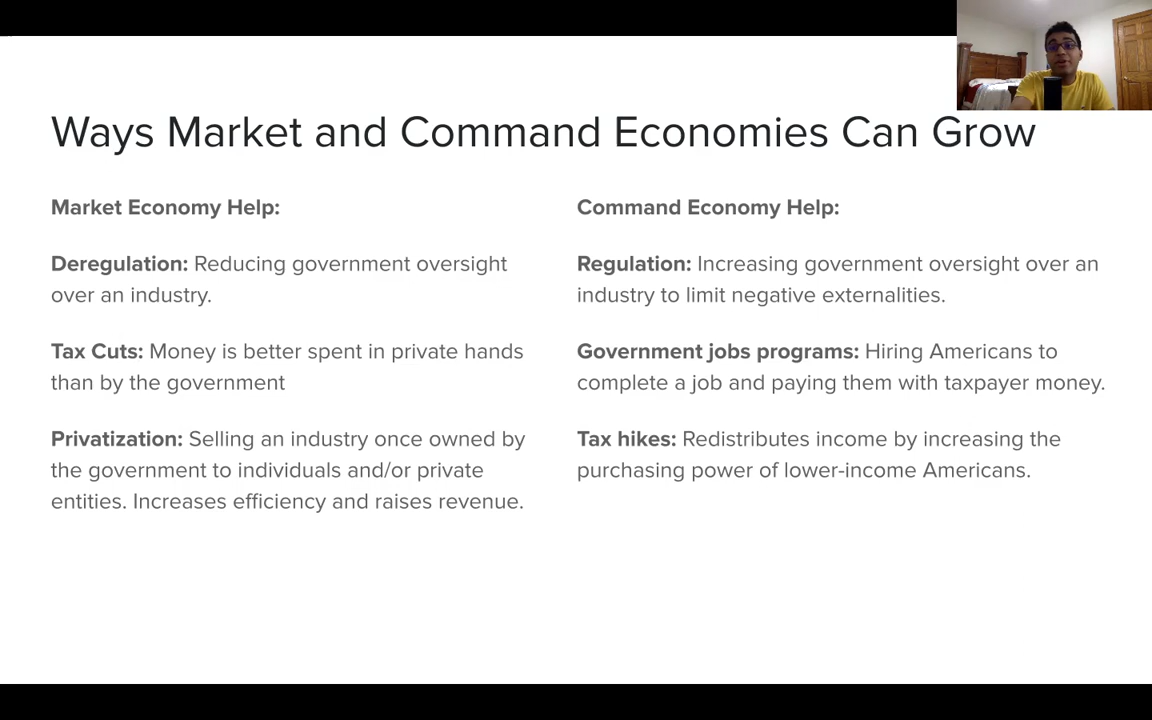 Ways Market and Command Economies Can Grow
Market Economy Help:
Deregulation: Reducing government oversight
over an industry.
Tax Cuts: Money is better spent in private hands
than by the government
Privatization: Selling an industry once owned by
the government to individuals and/or private
entities. Increases efficiency and raises revenue.
Command Economy Help:
Regulation: Increasing government oversight over an
industry to limit negative externalities.
Government jobs programs: Hiring Americans to
complete a job and paying them with taxpayer money.
Tax hikes: Redistributes income by increasing the
purchasing power of lower-income Americans.